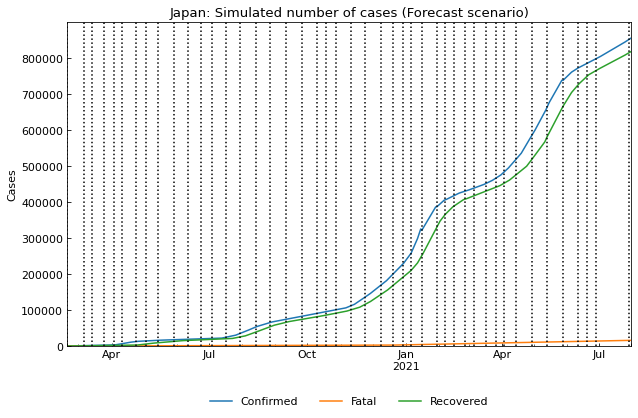 Japan: Simulated number of cases (Forecast scenario)
800000
700000
600000
500000
400000
300000
200000
100000
0
Cases
Apr
Jul
Oct
Jan
2021
Apr
Jul
Confirmed
Fatal
Recovered